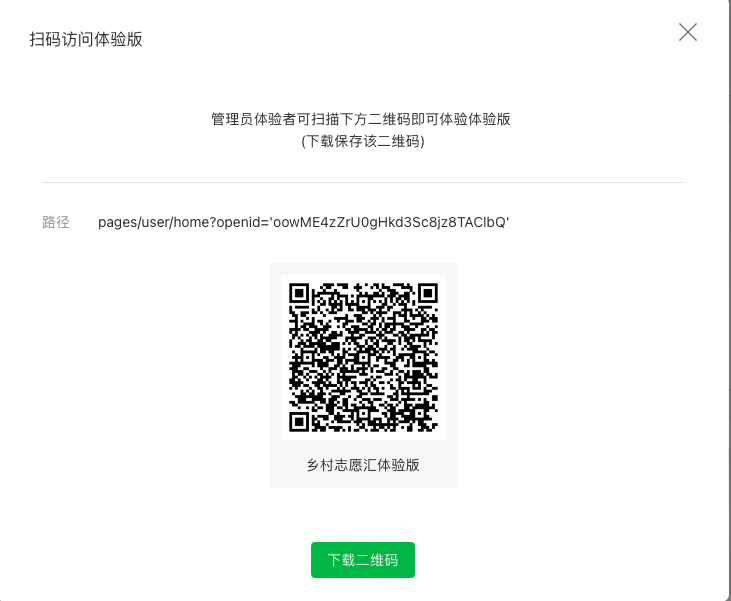 扫码访问体验版
管理员体验者可扫描下方二维码即可体验体验版
(下载保存该二维码)
路径 pages/user/home?openid='oowME4zZrU0gHkd3Sc8jz8TAClbQ'
乡村志愿汇体验版
下载二维码